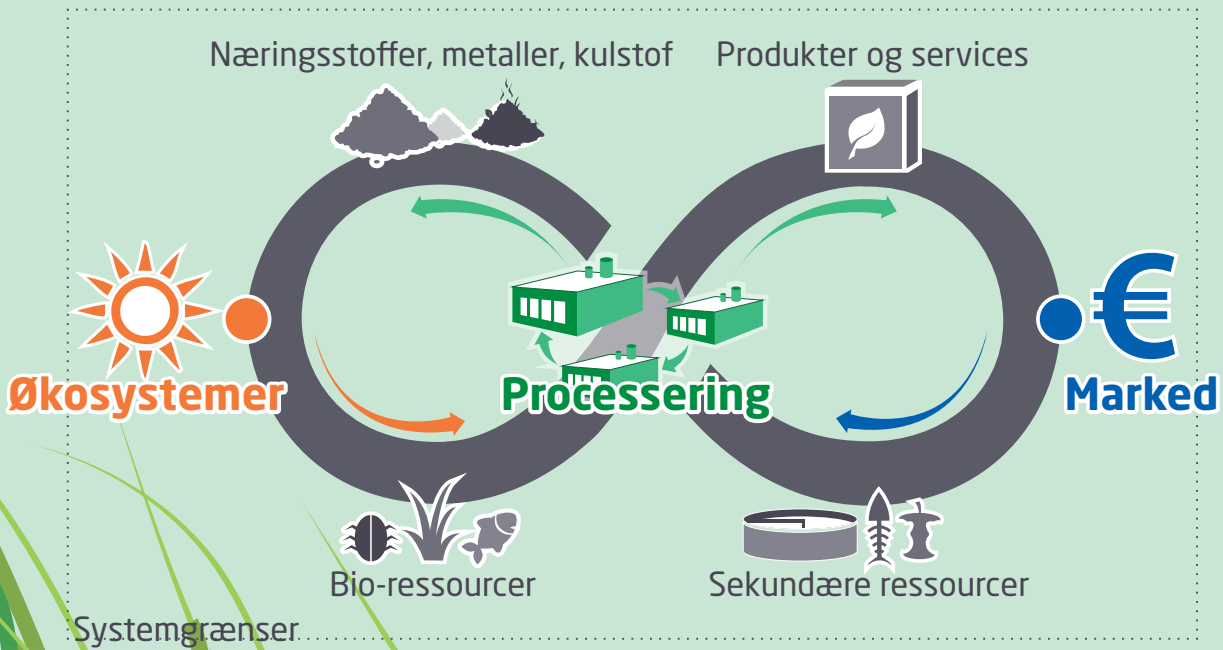 Næringsstoffer, metaller, kulstof
Produkter og services
Økosystemer
Processering
€
Marked
Bio-ressourcer
Sekundære ressourcer
Systemgrænser